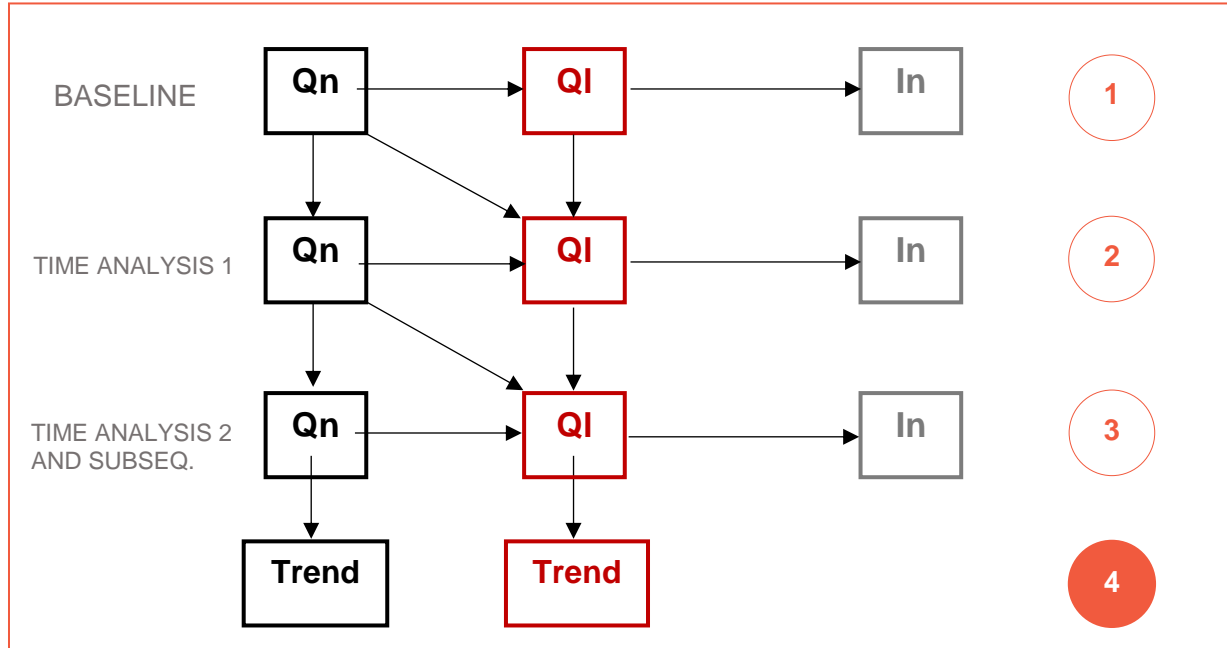 BASELINE
Qn
Ql
In
1
TIME ANALYSIS 1
Qn
Ql
In
2
TIME ANALYSIS 2
AND SUBSEQ.
Qn
Ql
In
3
Trend
Trend
4